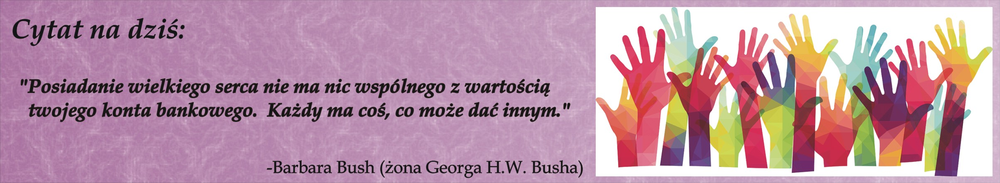 Cytat na dziś:
"Posiadanie wielkiego serca nie ma nic wspólnego z wartością
twojego konta bankowego. Każdy ma coś, co może dać innym."
-Barbara Bush (żona Georga H.W. Busha)